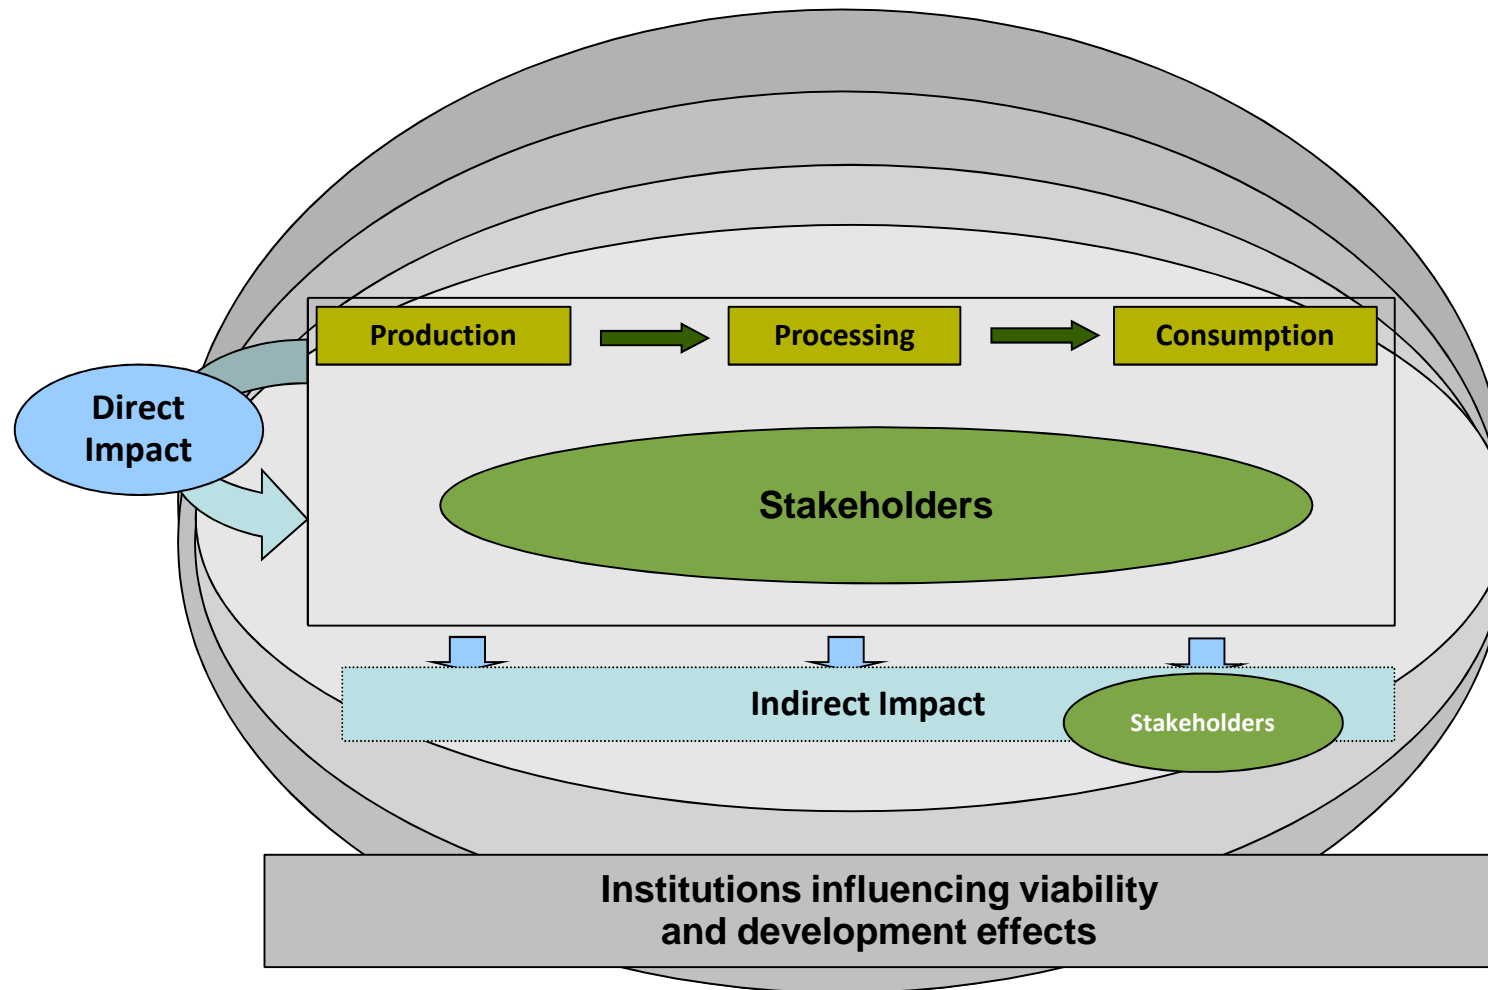 Production
Processing
Consumption
Direct
Impact
Stakeholders
Indirect Impact
Stakeholders
Institutions influencing viability
and development effects